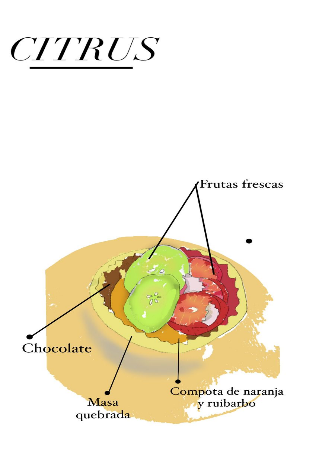 CITRUS
Frutas frescas
Chocolate
Compota de naranja
y ruibarbo
Masa
quebrada